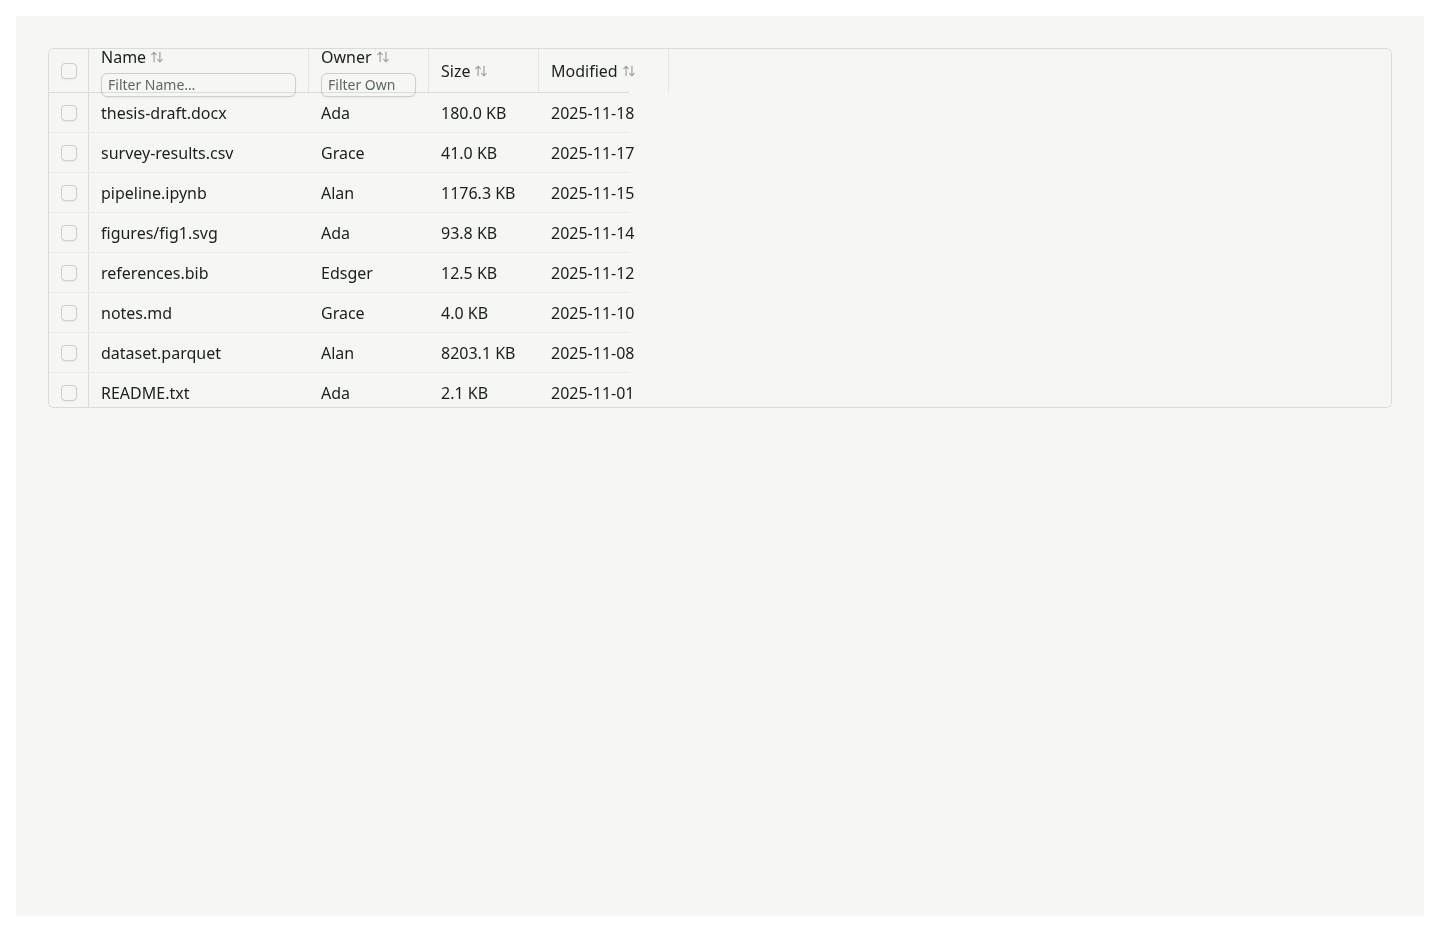 Name Owner Size Modified
Filter Name... Filter Own
thesis-draft.docx Ada 180.0 KB 2025-11-18
survey-results.csv Grace 41.0 KB 2025-11-17
pipeline.ipynb Alan 1176.3 KB 2025-11-15
figures/fig1.svg Ada 93.8 KB 2025-11-14
references.bib Edsger 12.5 KB 2025-11-12
notes.md Grace 4.0 KB 2025-11-10
dataset.parquet Alan 8203.1 KB 2025-11-08
README.txt Ada 2.1 KB 2025-11-01